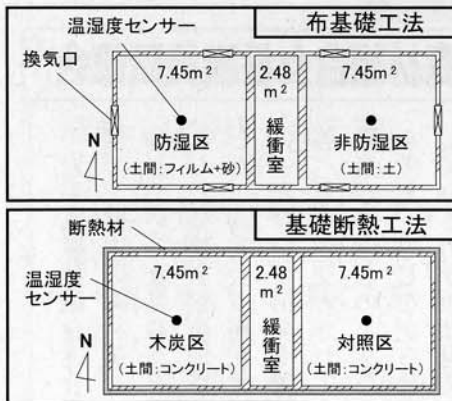 布基礎工法
温湿度センサー
換気口
7.45m²
2.48
m²
7.45m²
防湿区
(土間:フィルム+砂)
緩衝室
非防湿区
(土間:土)
N
基礎断熱工法
断熱材
7.45m²
2.48
m²
7.45m²
温湿度
センサー
木炭区
(土間:コンクリート)
緩衝室
対照区
(土間:コンクリート)
N